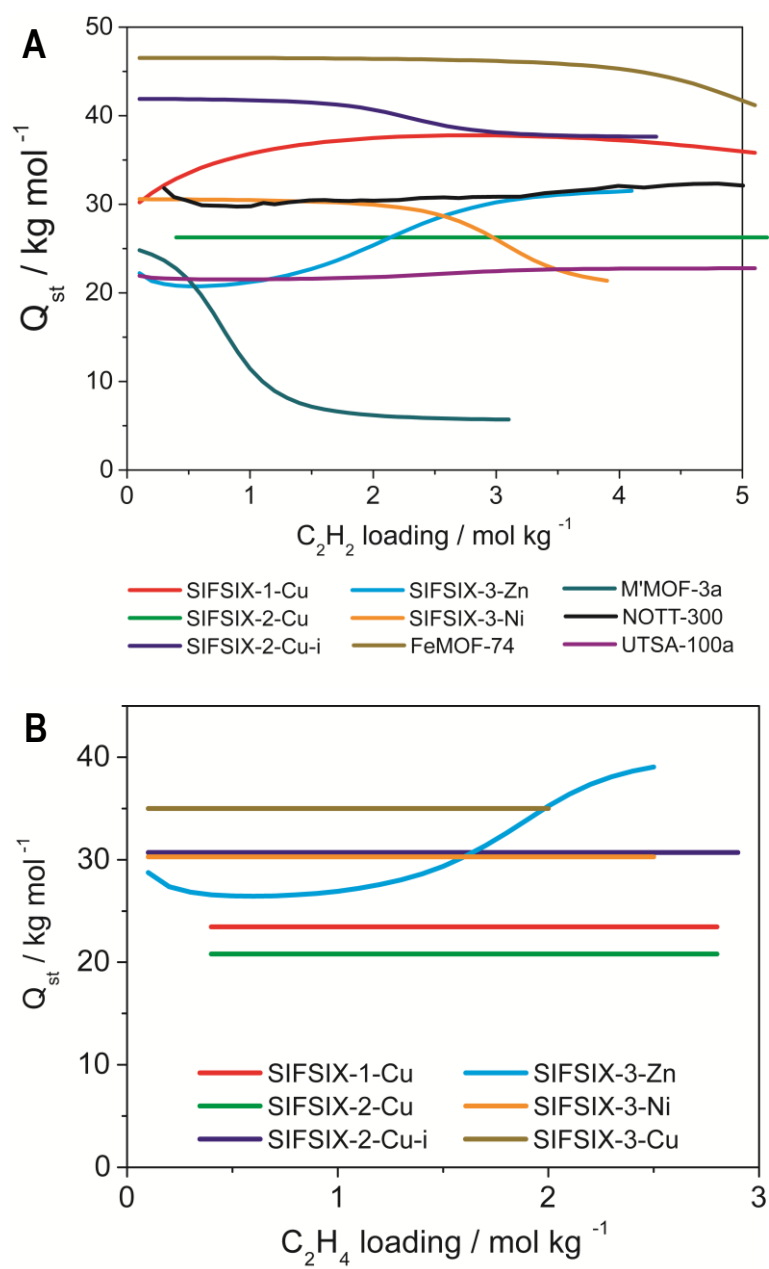 A
50
40
30
20
10
0
Q st / kg mol -1
0 1 2 3 4 5
C2H2 loading / mol kg -1
SIFSIX-1-Cu SIFSIX-3-Zn M'MOF-3a
SIFSIX-2-Cu SIFSIX-3-Ni NOTT-300
SIFSIX-2-Cu-i FeMOF-74 UTSA-100a
B
40
30
20
10
0
Q st / kg mol -1
SIFSIX-1-Cu SIFSIX-3-Zn
SIFSIX-2-Cu SIFSIX-3-Ni
SIFSIX-2-Cu-i SIFSIX-3-Cu
0 1 2 3
C2H4 loading / mol kg -1